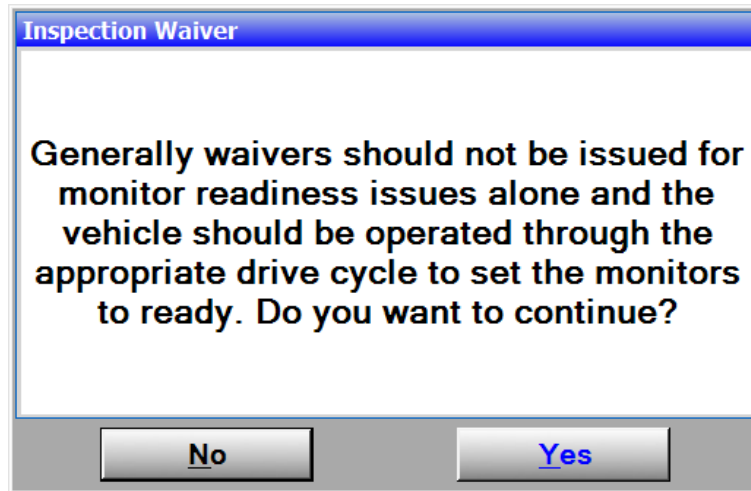 Inspection Waiver
Generally waivers should not be issued for
monitor readiness issues alone and the
vehicle should be operated through the
appropriate drive cycle to set the monitors
to ready. Do you want to continue?
No
Yes